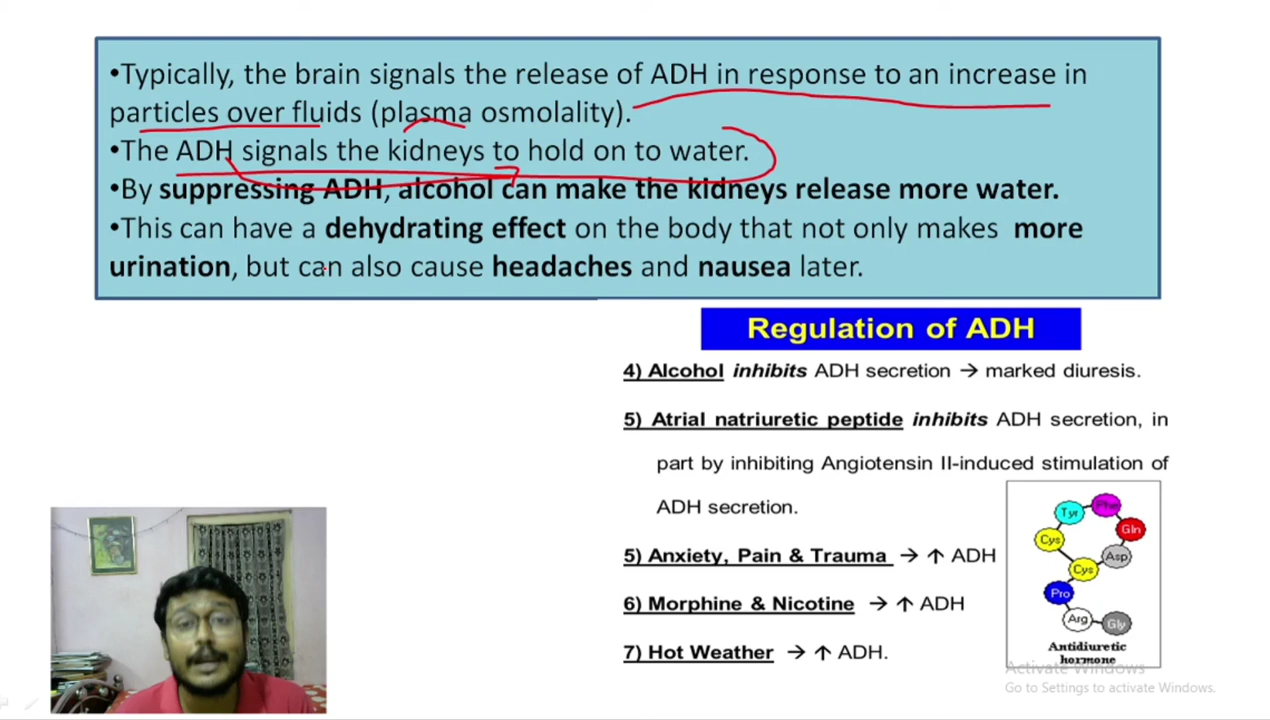 •Typically, the brain signals the release of ADH in response to an increase in
particles over fluids (plasma osmolality).
•The ADH signals the kidneys to hold on to water.
•By suppressing ADH, alcohol can make the kidneys release more water.
•This can have a dehydrating effect on the body that not only makes more
urination, but can also cause headaches and nausea later.
Regulation of ADH
4) Alcohol inhibits ADH secretion → marked diuresis.
5) Atrial natriuretic peptide inhibits ADH secretion, in
part by inhibiting Angiotensin II-induced stimulation of
ADH secretion.
5) Anxiety, Pain & Trauma → ↑ ADH
6) Morphine & Nicotine → ↑ ADH
7) Hot Weather → ↑ ADH.
Tyr
Phe
Gln
Cys
Asp
Cys
Pro
Arg
Gly
Antidiuretic
hormone
Activate Windows
Go to Settings to activate Windows.